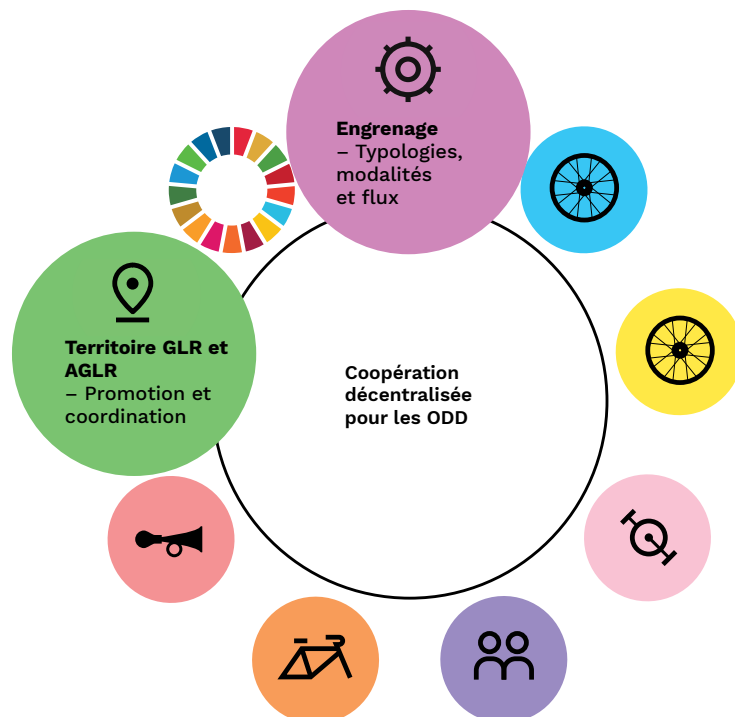 Engrenage
– Typologies,
modalités
et flux
Territoire GLR et
AGLR
– Promotion et
coordination
Coopération
décentralisée
pour les ODD